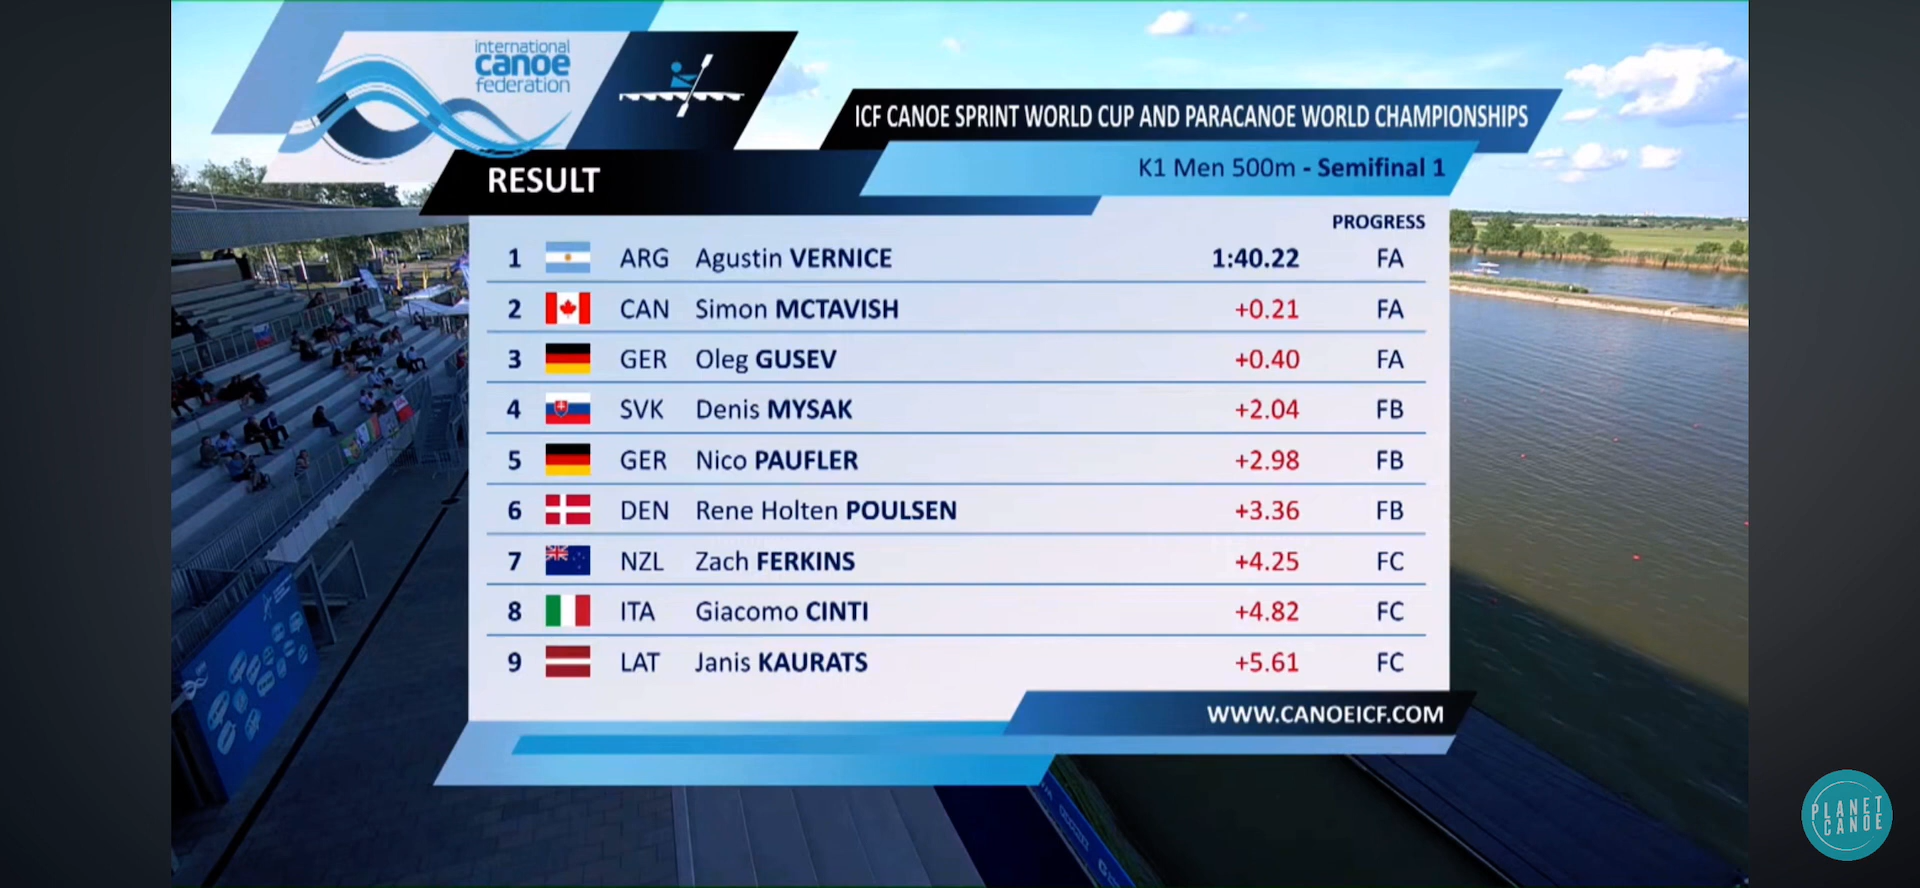 international
canoe
federation
ICF CANOE SPRINT WORLD CUP AND PARACANOE WORLD CHAMPIONSHIPS
K1 Men 500m - Semifinal 1
RESULT
PROGRESS
1 ARG Agustin VERNICE 1:40.22 FA
2 CAN Simon MCTAVISH +0.21 FA
3 GER Oleg GUSEV +0.40 FA
4 SVK Denis MYSAK +2.04 FB
5 GER Nico PAUFLER +2.98 FB
6 DEN Rene Holten POULSEN +3.36 FB
7 NZL Zach FERKINS +4.25 FC
8 ITA Giacomo CINTI +4.82 FC
9 LAT Janis KAURATS +5.61 FC
WWW.CANOEICF.COM
PLANET
CANOE